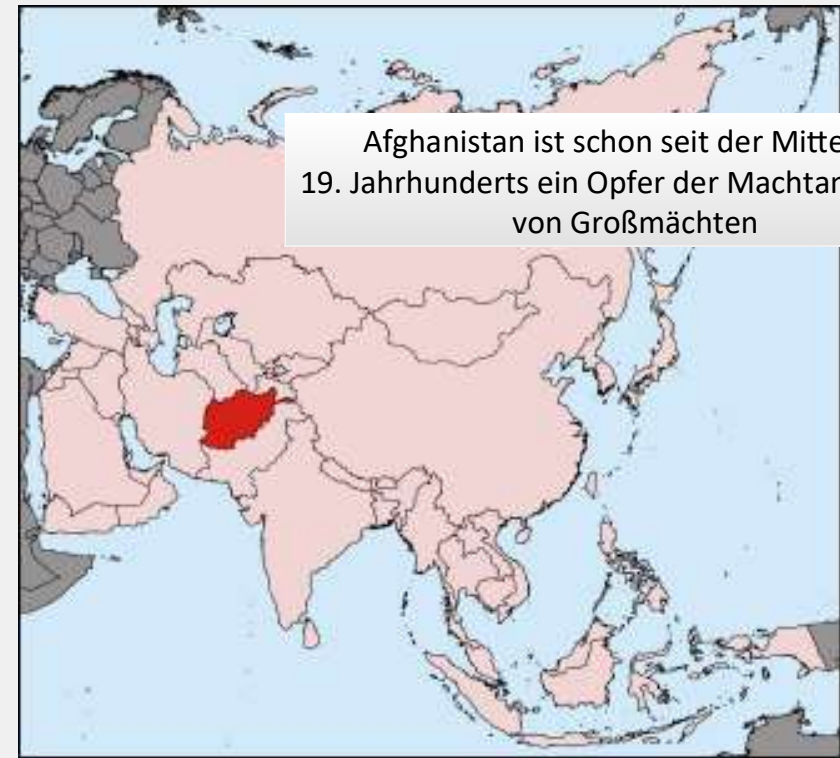 Afghanistan ist schon seit der Mitte
19. Jahrhunderts ein Opfer der
von Großmächten